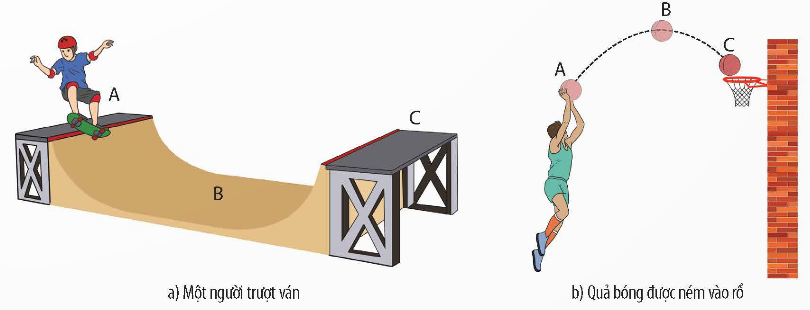 A
B
C
a) Một người trượt ván
A
B
C
b) Quả bóng được ném vào rổ